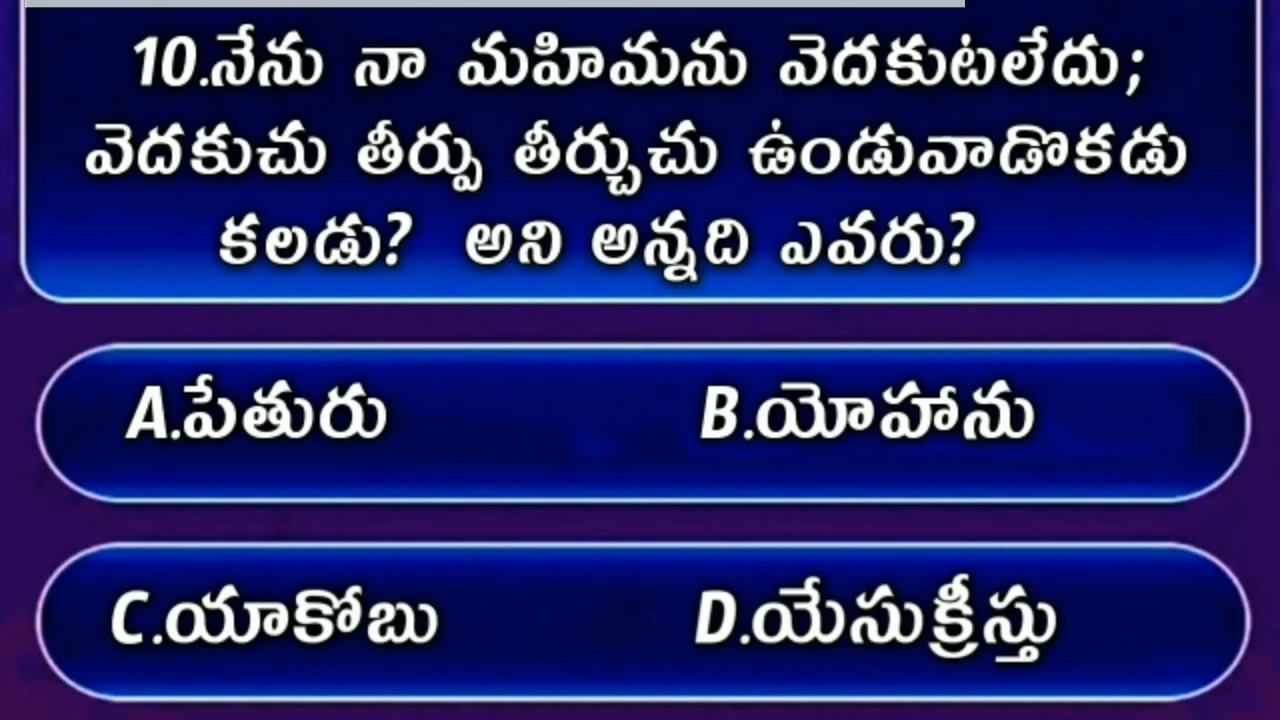 10.నేను నా మహిమను వెదకుటలేదు;
వెదకుచు తీర్పు తీర్చుచు ఉండువాడొకడు
కలడు? అని అన్నది ఎవరు?
A.పేతురు B.యోహాను
C.యాకోబు D.యేసుక్రీస్తు